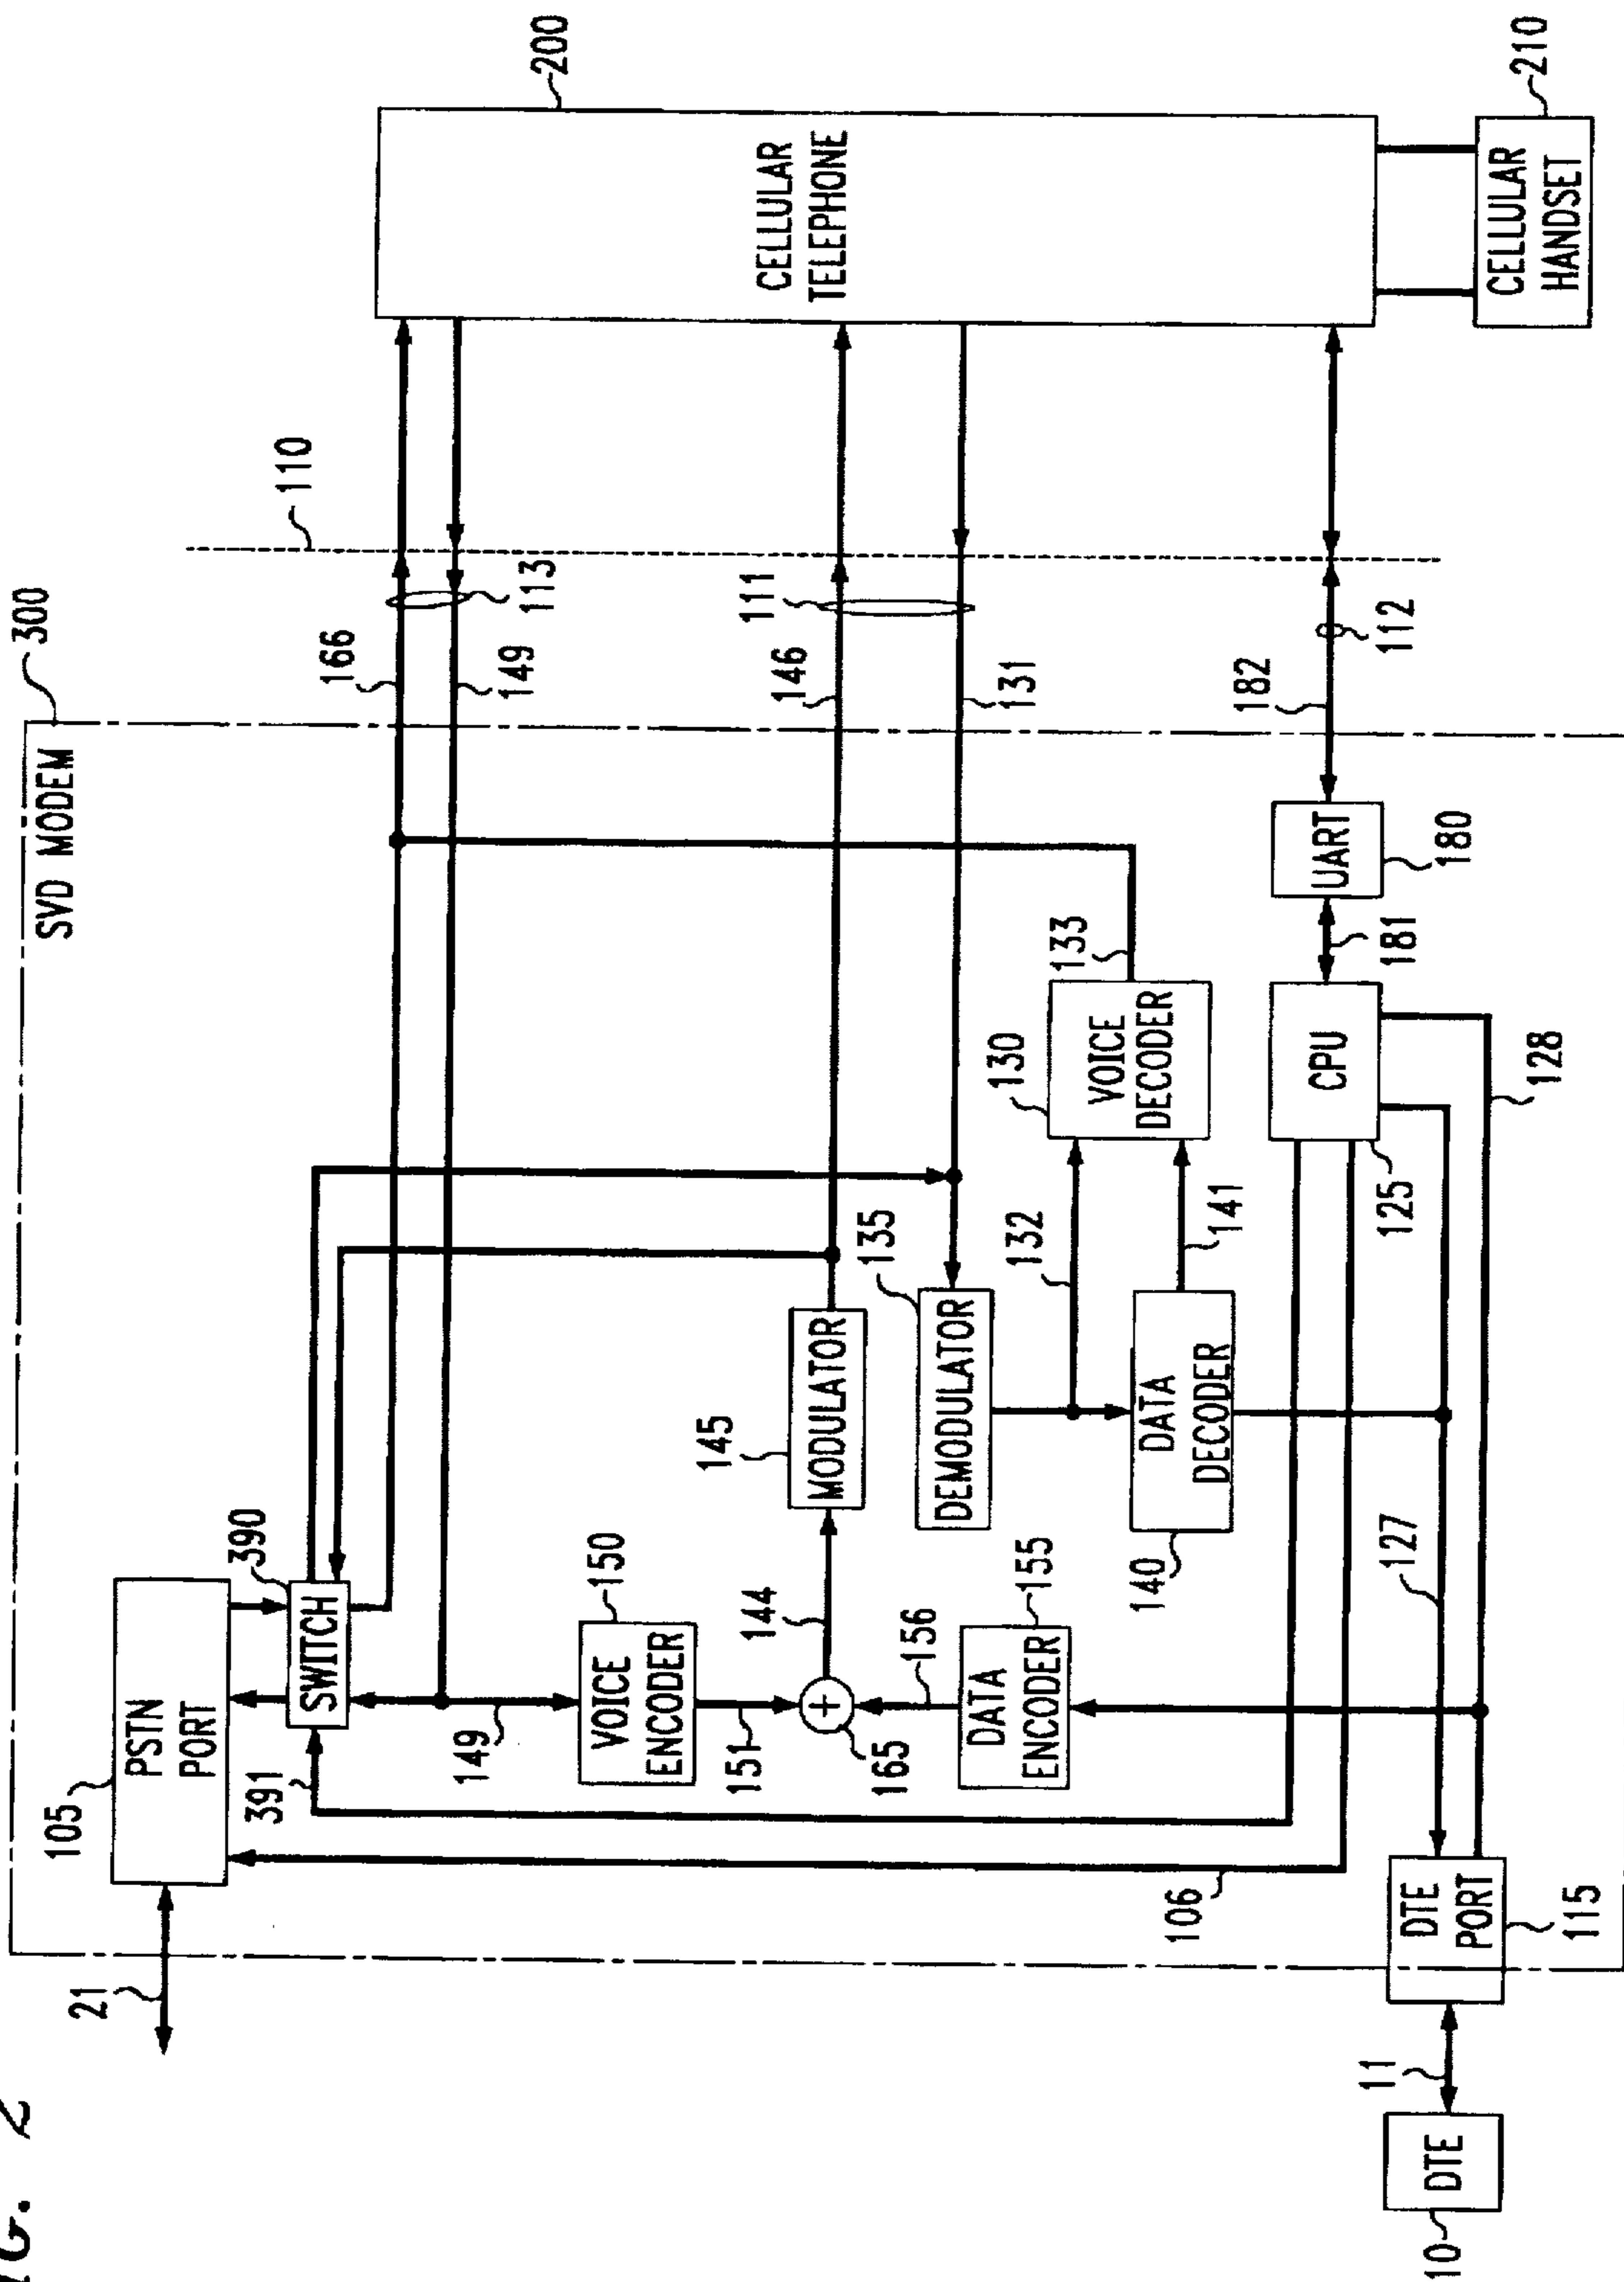 IG. 2
300
SVD MODEM
21
105
PSTN
PORT
391
390
SWITCH
166
110
149
149
113
200
VOICE
ENCODER
150
151
145
144
MODULATOR
146
111
CELLULAR
TELEPHONE
165
156
135
DEMODULATOR
131
DATA
ENCODER
155
132
130
133
VOICE
DECODER
106
140
DATA
DECODER
141
182
CPU
181
UART
112
125
180
11
127
DTE
PORT
115
128
10
DTE
CELLULAR
HANDSET
210